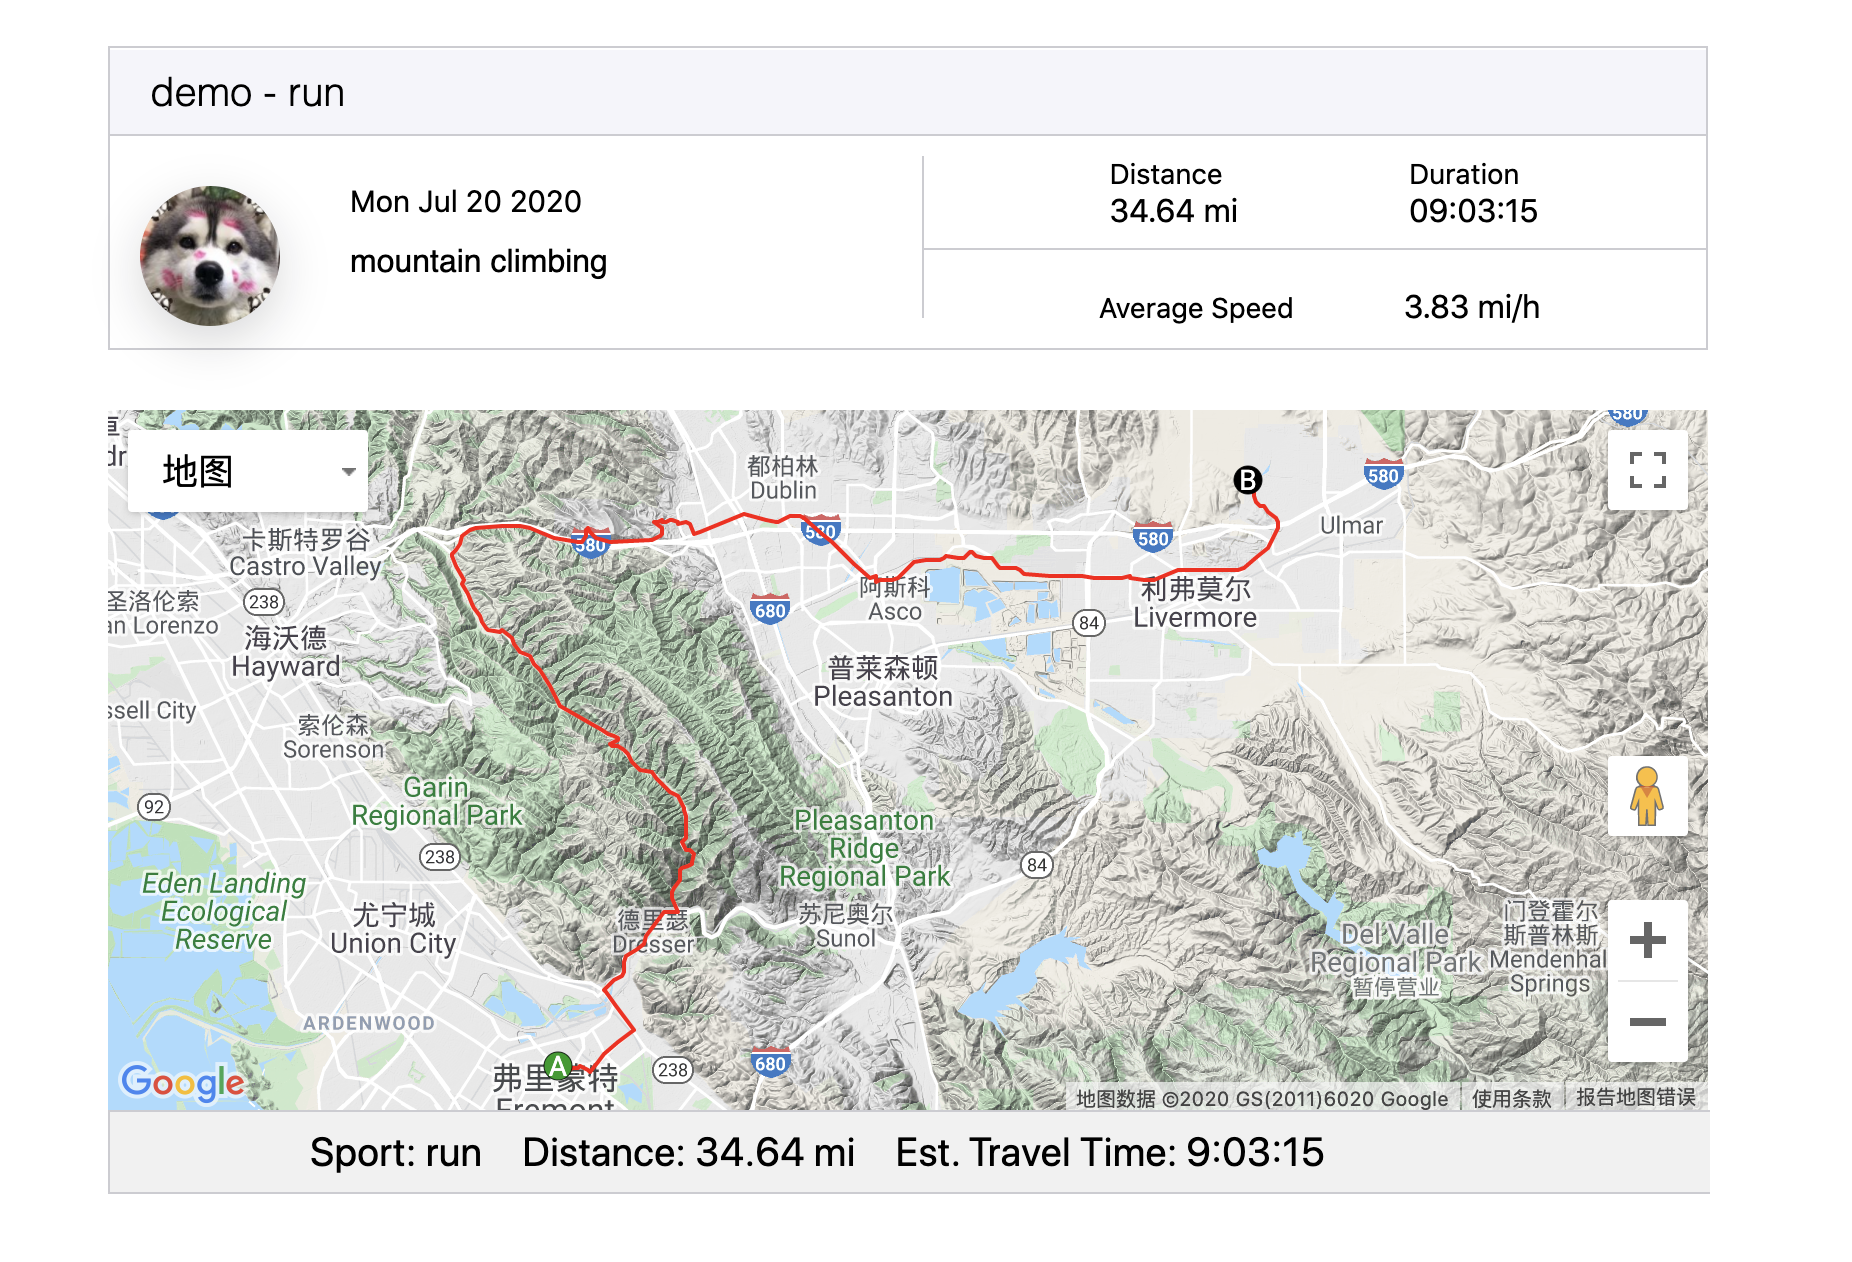 demo - run
Mon Jul 20 2020
mountain climbing
Distance
34.64 mi
Duration
09:03:15
Average Speed
3.83 mi/h
地图
580
都柏林
Dublin
B
580
Ulmar
卡斯特罗谷
Castro Valley
580
580
580
圣洛伦索
an Lorenzo
238
海沃德
Hayward
680
阿斯科
Asco
84
利弗莫尔
Livermore
普莱森顿
Pleasanton
ssell City
索伦森
Sorenson
92
Garin
Regional Park
238
Pleasanton
Ridge
Regional Park
84
Eden Landing
Ecological
Reserve
尤宁城
Union City
德里瑟
Dresser
苏尼奥尔
Sunol
Del Valle
Regional Park
暂停营业
门登霍尔
斯普林斯
Mendenhal
Springs
ARDENWOOD
A
弗里蒙特
Fremont
238
680
Google
地图数据 ©2020 GS(2011)6020 Google
使用条款
报告地图错误
Sport: run Distance: 34.64 mi Est. Travel Time: 9:03:15